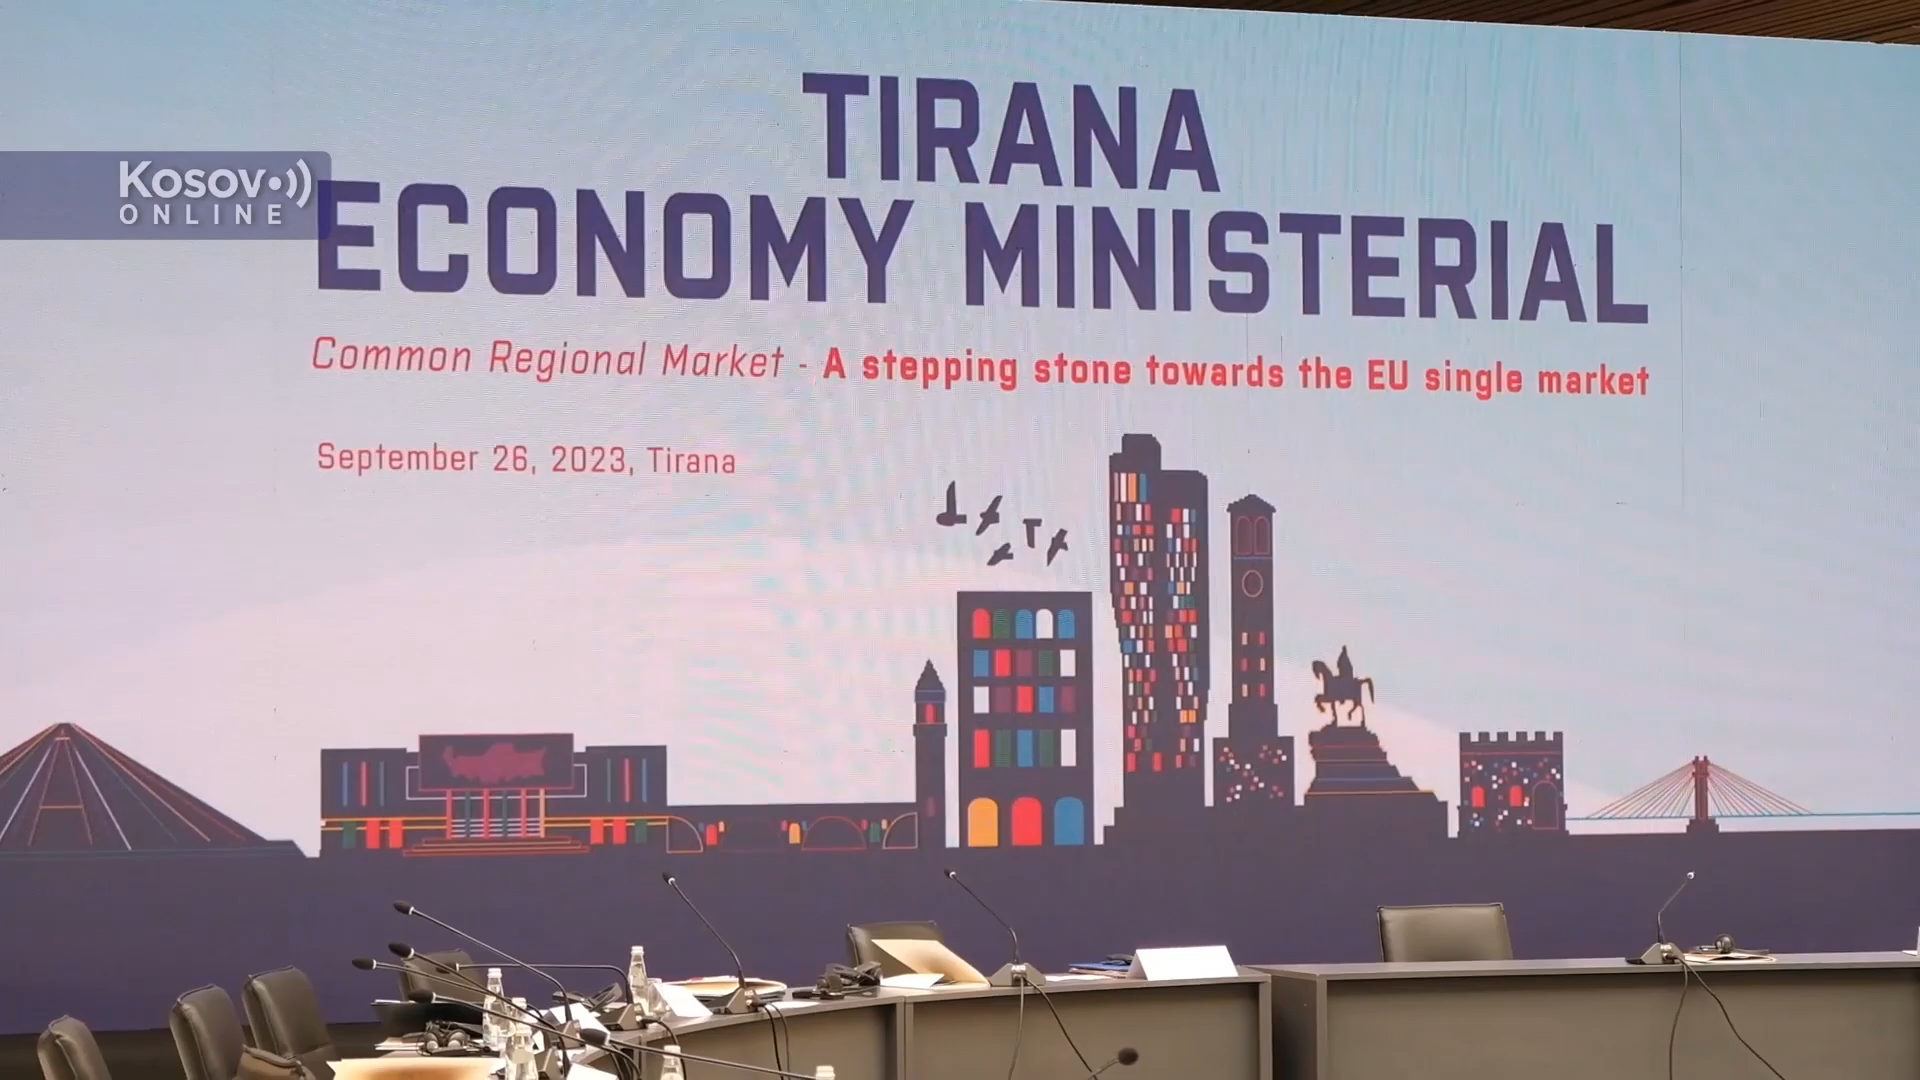 TIRANA
Kosovo
ONLINE
ECONOMY MINISTERIAL
Common Regional Market - A stepping stone towards the EU single market
September 26, 2023, Tirana